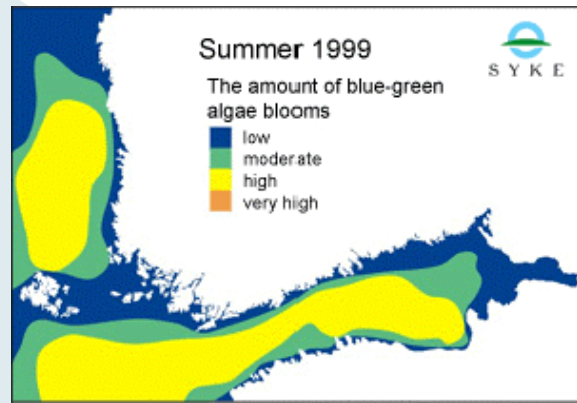 Summer 1999
SYKE
The amount of blue-green
algae blooms
low
moderate
high
very high